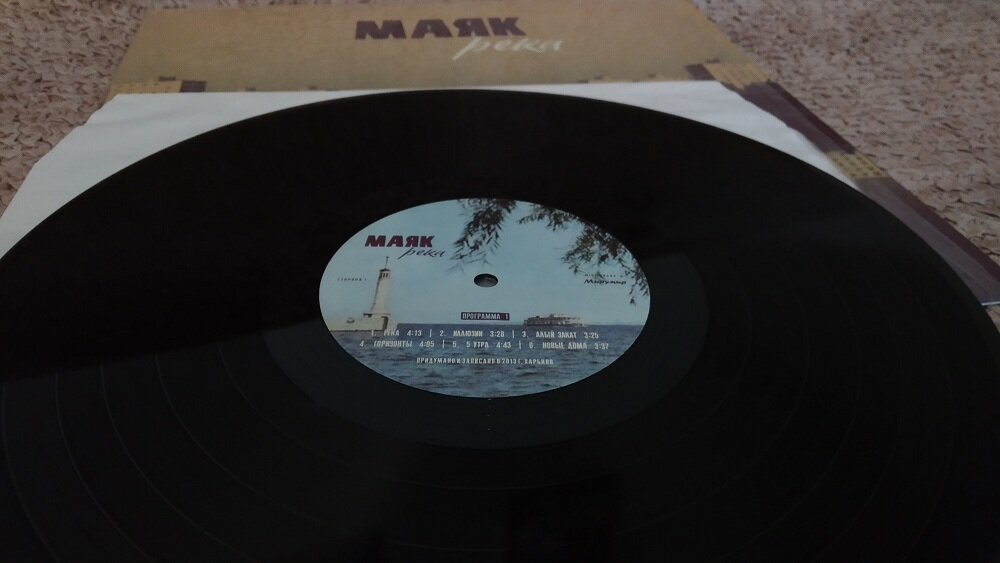 МАЯК
река
МАЯК
река
СТОРОНА 1
Мирумир
ПРОГРАММА 1
1. РЕКА 4:13 | 2. ИЛЛЮЗИИ 3:28 | 3. АЛЫЙ ЗАКАТ 3:25
4. ГОРИЗОНТЫ 4:05 | 5. 5 УТРА 4:43 | 6. НОВЫЕ ДОМА 3:37
ПРИДУМАНО И ЗАПИСАНО В 2013 Г., ХАРЬКОВ